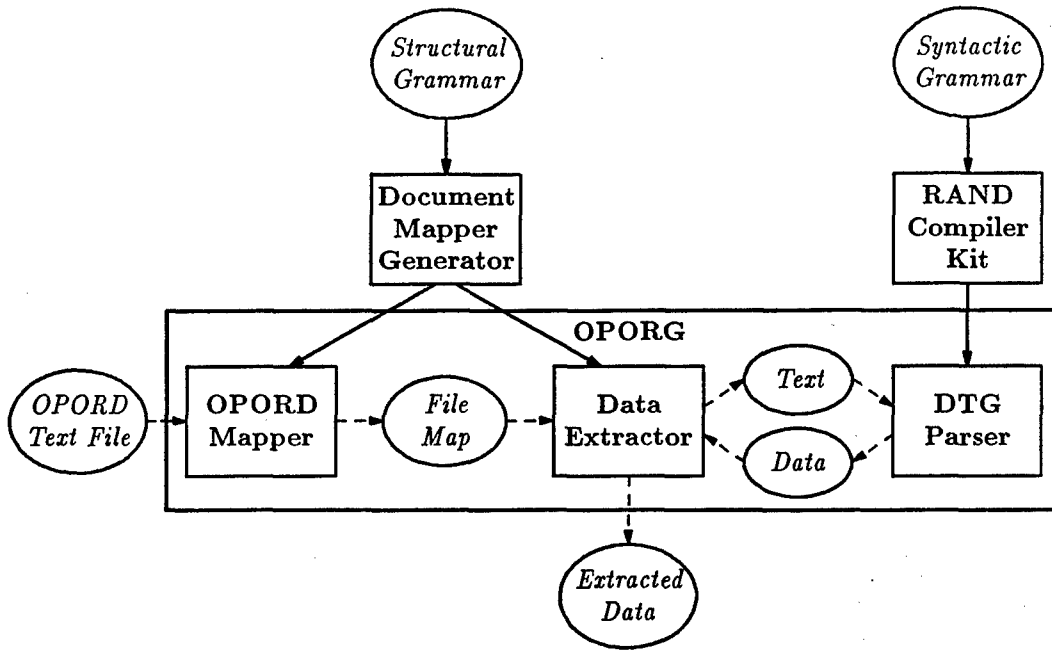 Structural
Grammar
Syntactic
Grammar
Document
Mapper
Generator
RAND
Compiler
Kit
OPORG
OPORD
Text File
OPORD
Mapper
File
Map
Data
Extractor
Text
Data
DTG
Parser
Extracted
Data